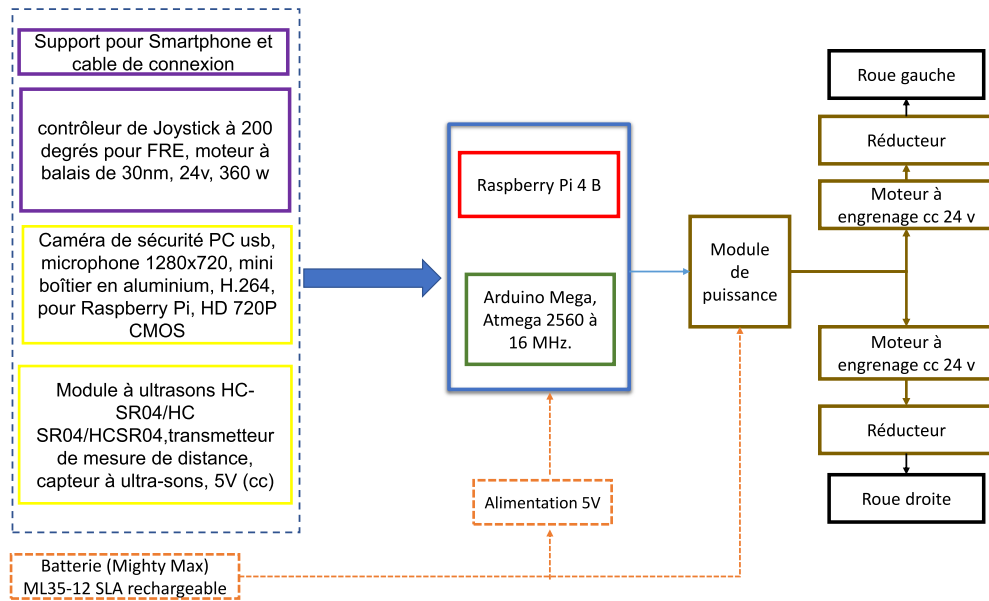 Support pour Smartphone et
cable de connexion
contrôleur de Joystick à 200
degrés pour FRE, moteur à
balais de 30nm, 24v, 360 w
Caméra de sécurité PC usb,
microphone 1280x720, mini
boîtier en aluminium, H.264,
pour Raspberry Pi, HD 720P
CMOS
Module à ultrasons HC-
SR04/HC
SR04/HCSR04,transmetteur
de mesure de distance,
capteur à ultra-sons, 5V (cc)
Batterie (Mighty Max)
ML35-12 SLA rechargeable
Raspberry Pi 4 B
Arduino Mega,
Atmega 2560 à
16 MHz.
Alimentation 5V
Module
de
puissance
Roue gauche
Réducteur
Moteur à
engrenage cc 24 v
Moteur à
engrenage cc 24 v
Réducteur
Roue droite